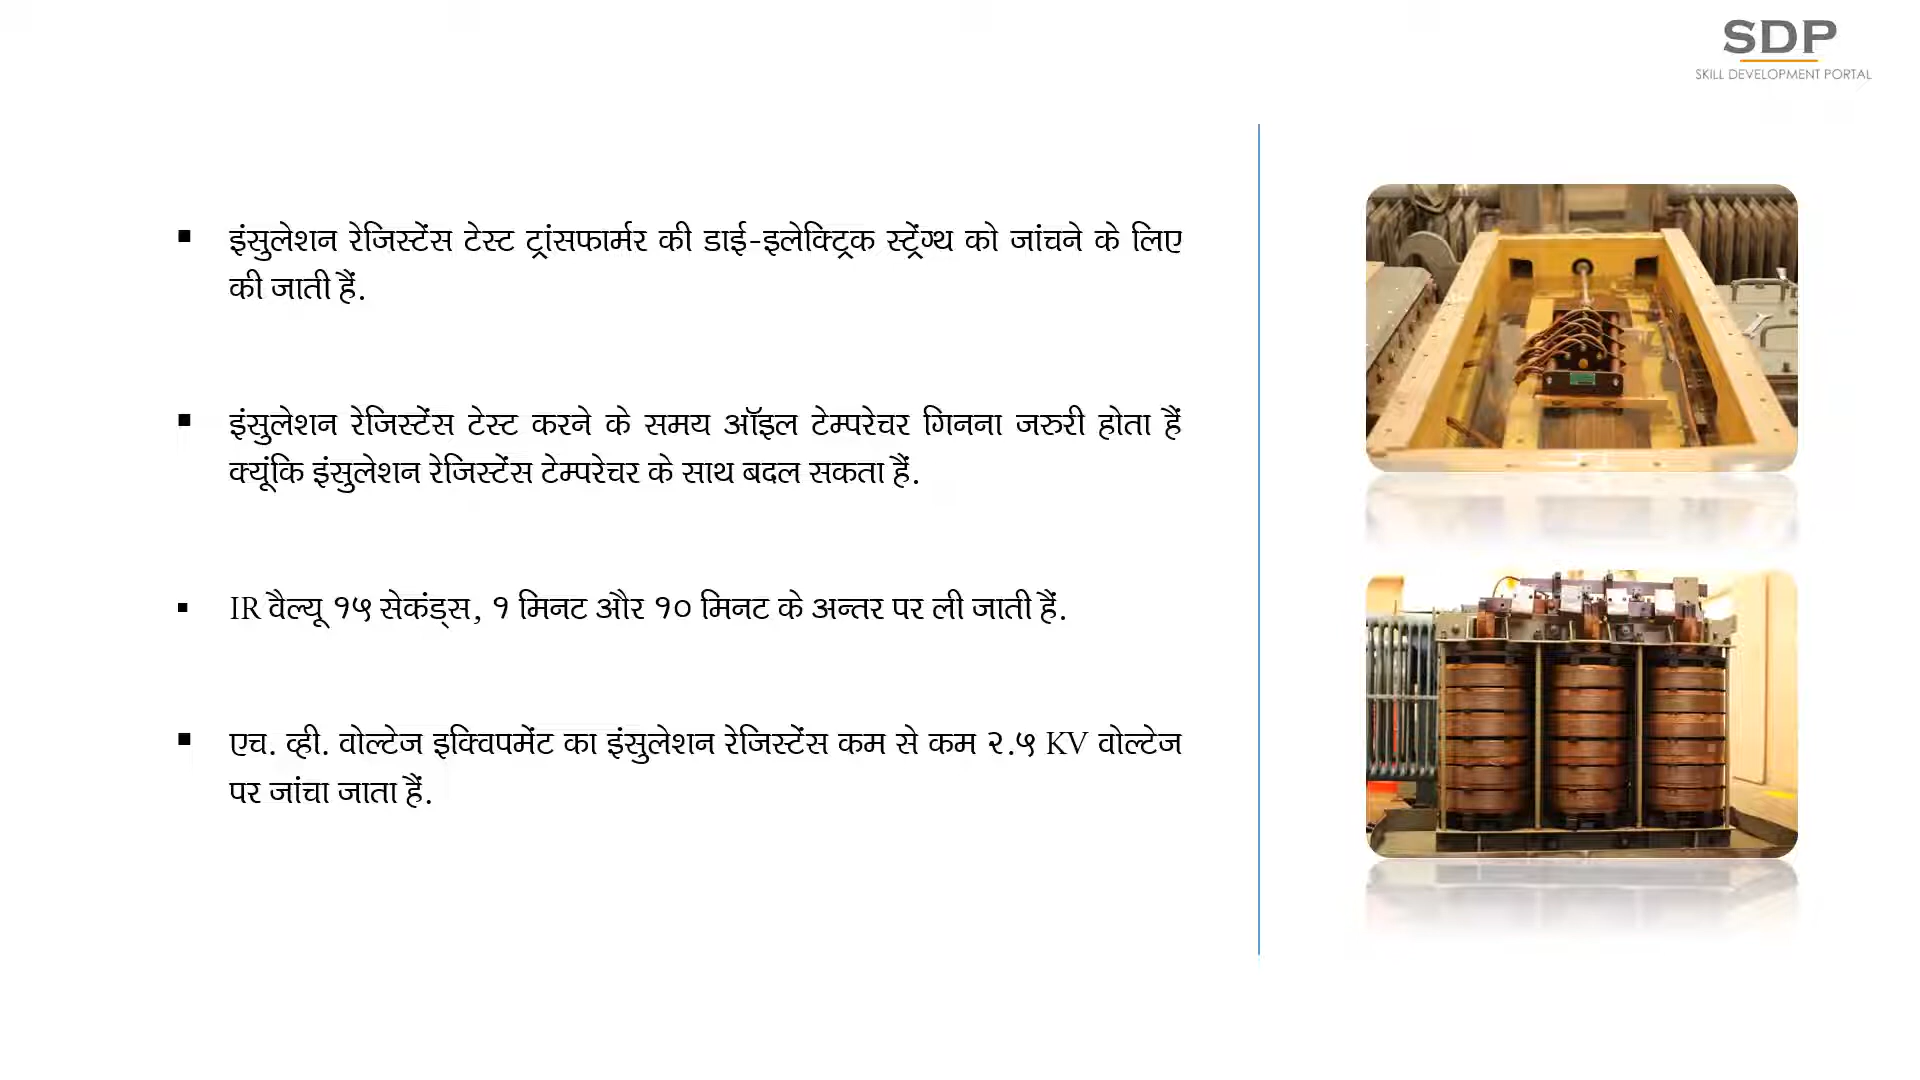 SDP
SKILL DEVELOPMENT PORTAL
▪ इंसुलेशन रेजिस्टेंस टेस्ट ट्रांसफार्मर की डाई-इलेक्ट्रिक स्ट्रेंग्थ को जांचने के लिए
की जाती हैं.
▪ इंसुलेशन रेजिस्टेंस टेस्ट करने के समय ऑइल टेम्परेचर गिनना जरुरी होता हैं
क्यूंकि इंसुलेशन रेजिस्टेंस टेम्परेचर के साथ बदल सकता हैं.
▪ IR वैल्यू १५ सेकंड्स, १ मिनट और १० मिनट के अन्तर पर ली जाती हैं.
▪ एच. व्ही. वोल्टेज इक्विपमेंट का इंसुलेशन रेजिस्टेंस कम से कम २.५ KV वोल्टेज
पर जांचा जाता हैं.